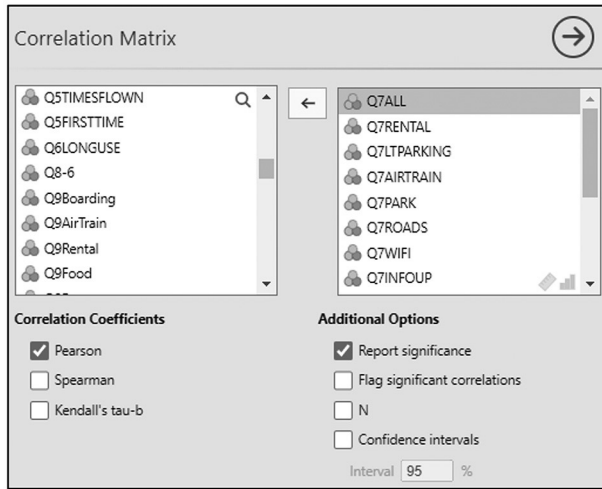 Correlation Matrix
Q5TIMESFLOWN
Q5FIRSTTIME
Q6LONGUSE
Q8-6
Q9Boarding
Q9AirTrain
Q9Rental
Q9Food
Q7ALL
Q7RENTAL
Q7LTPARKING
Q7AIRTRAIN
Q7PARK
Q7ROADS
Q7WIFI
Q7INFOUP
Correlation Coefficients
Pearson
Spearman
Kendall's tau-b
Additional Options
Report significance
Flag significant correlations
N
Confidence intervals
Interval 95 %